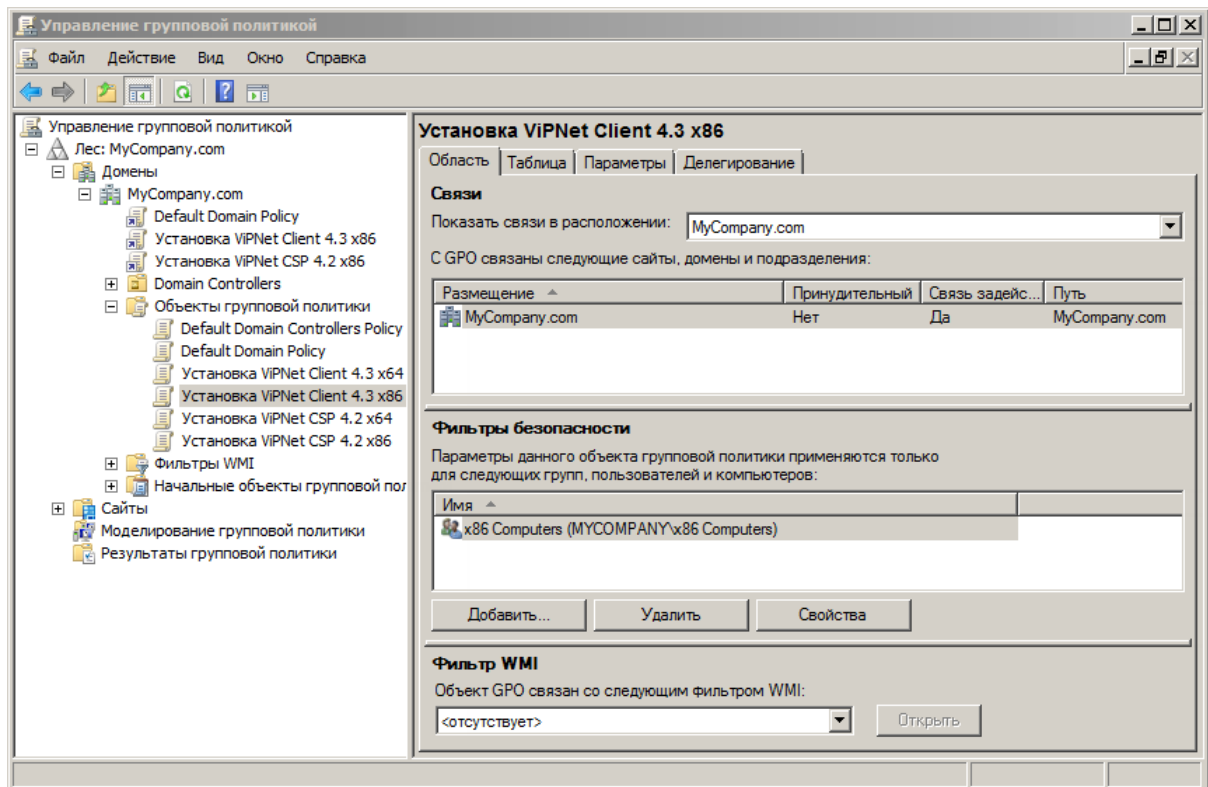 Управление групповой политикой
Файл Действие Вид Окно Справка
Управление групповой политикой
Лес: MyCompany.com
Домены
MyCompany.com
Default Domain Policy
Установка ViPNet Client 4.3 x86
Установка ViPNet CSP 4.2 x86
Domain Controllers
Объекты групповой политики
Default Domain Controllers Policy
Default Domain Policy
Установка ViPNet Client 4.3 x64
Установка ViPNet Client 4.3 x86
Установка ViPNet CSP 4.2 x64
Установка ViPNet CSP 4.2 x86
Фильтры WMI
Начальные объекты групповой пол
Сайты
Моделирование групповой политики
Результаты групповой политики
Установка ViPNet Client 4.3 x86
Область Таблица Параметры Делегирование
Связи
Показать связи в расположении: MyCompany.com
С GPO связаны следующие сайты, домены и подразделения:
Размещение Принудительный Связь задейс... Путь
MyCompany.com Нет Да MyCompany.com
Фильтры безопасности
Параметры данного объекта групповой политики применяются только
для следующих групп, пользователей и компьютеров:
Имя
x86 Computers (MYCOMPANY\x86 Computers)
Добавить... Удалить Свойства
Фильтр WMI
Объект GPO связан со следующим фильтром WMI:
<отсутствует> Открыть